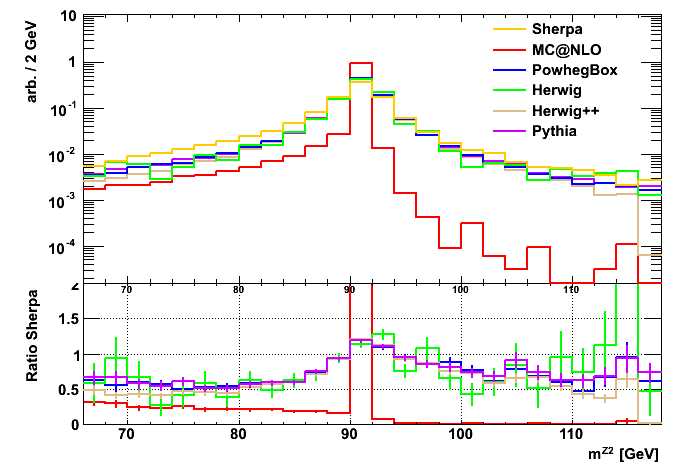 arb. / 2 GeV
10
1
10-1
10-2
10-3
10-4
Sherpa
MC@NLO
PowhegBox
Herwig
Herwig++
Pythia
70 80 90 100 110
Ratio Sherpa
2
1.5
1
0.5
0
70 80 90 100 110
mZ2 [GeV]